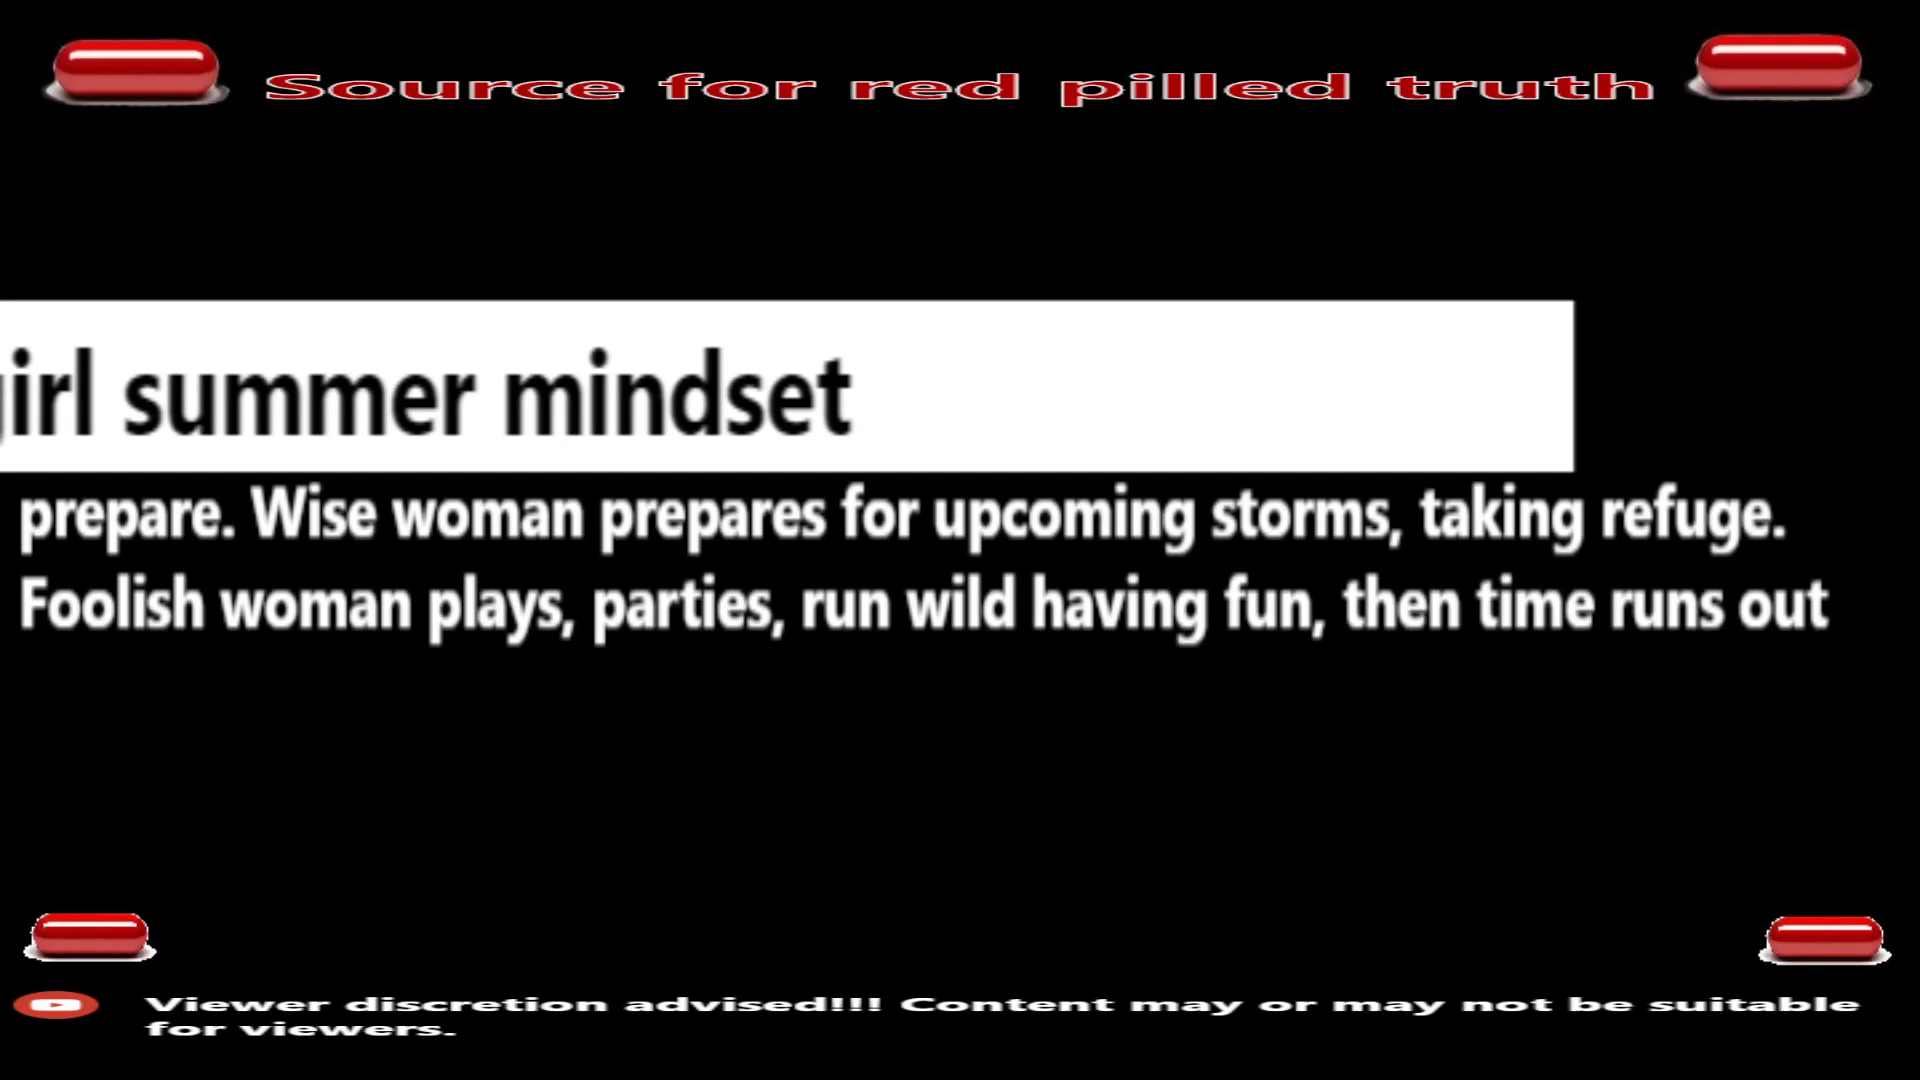 Source for red pilled truth
girl summer mindset
prepare. Wise woman prepares for upcoming storms, taking refuge.
Foolish woman plays, parties, run wild having fun, then time runs out
Viewer discretion advised!!! Content may or may not be suitable
for viewers.